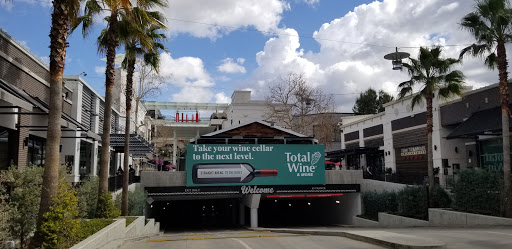 Take your wine cellar
to the next level.
Total
Wine
& MORE
Welcome